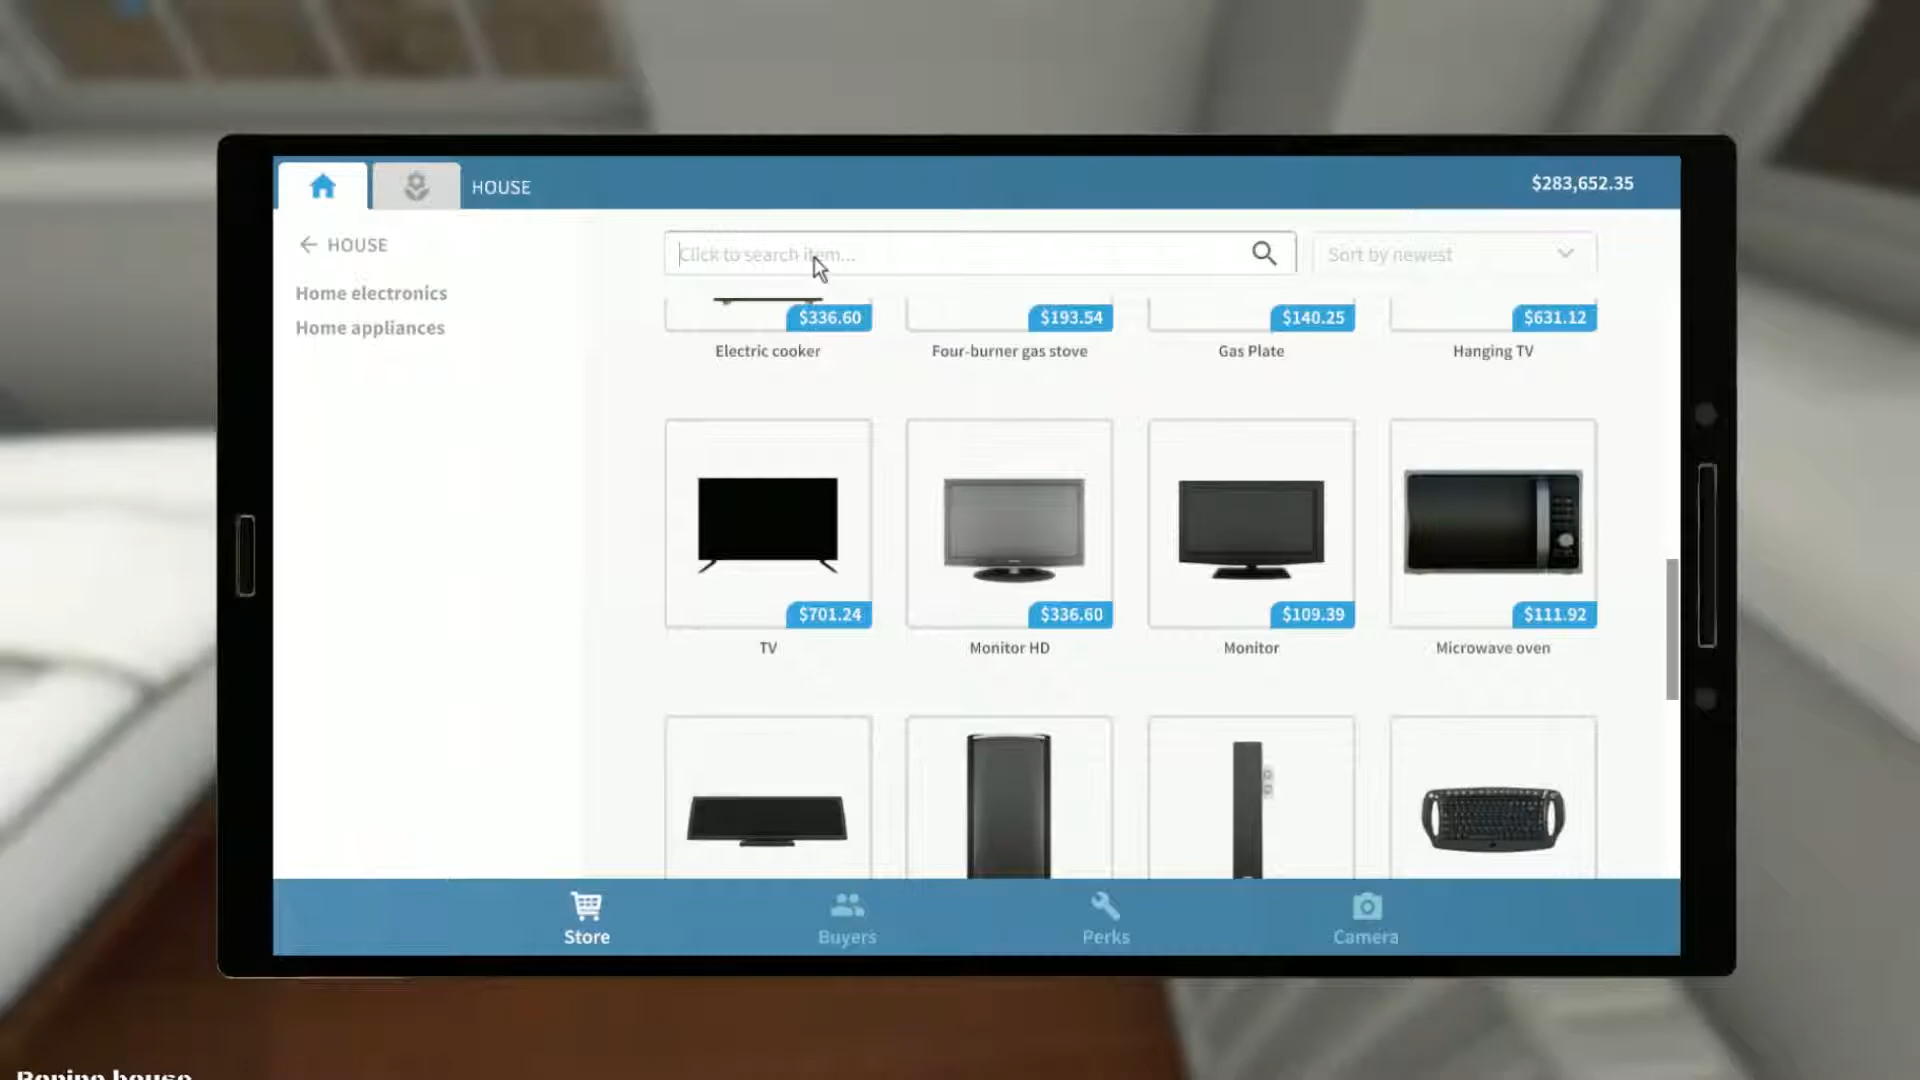 HOUSE
$283,652.35
HOUSE
Click to search item...
Sort by newest
Home electronics
Home appliances
$336.60
$193.54
$140.25
$631.12
Electric cooker
Four-burner gas stove
Gas Plate
Hanging TV
$701.24
$336.60
$109.39
$111.92
TV
Monitor HD
Monitor
Microwave oven
Store
Buyers
Perks
Camera
house